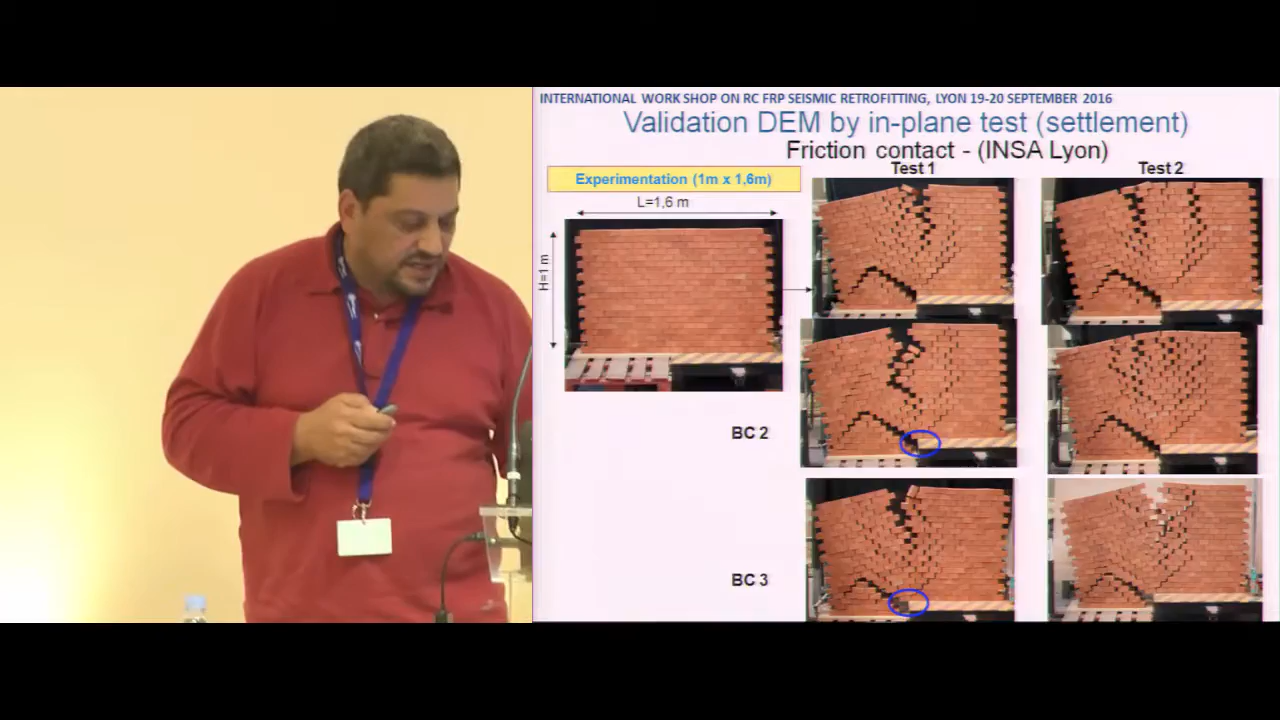 INTERNATIONAL WORK SHOP ON RC FRP SEISMIC RETROFITTING, LYON 19-20 SEPTEMBER 2016
Validation DEM by in-plane test (settlement)
Friction contact - (INSA Lyon)
Test 1
Test 2
Experimentation (1m x 1,6m)
L=1,6 m
H=1 m
BC 2
BC 3